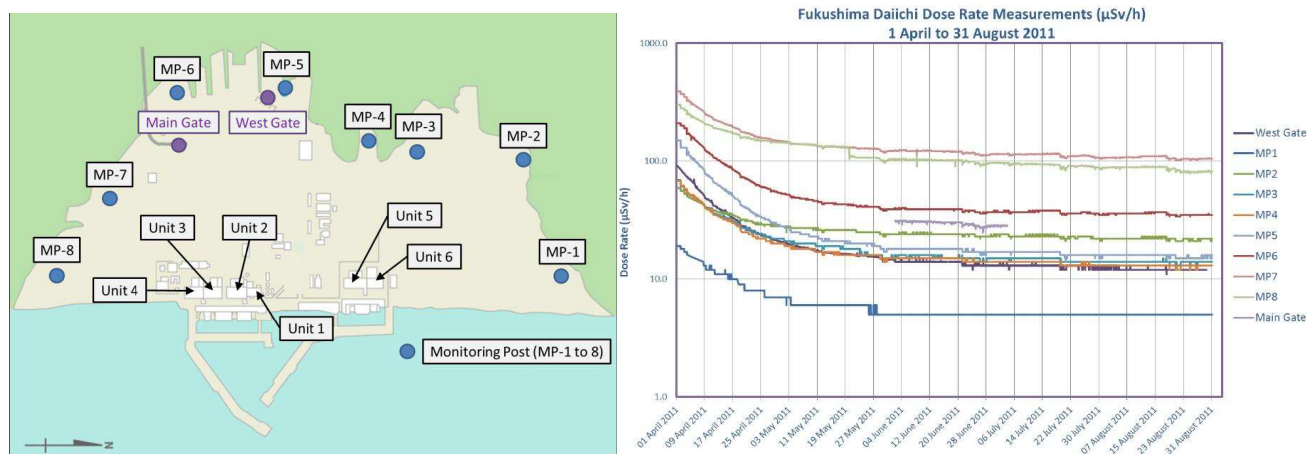 MP-6
MP-5
Main Gate
West Gate
MP-4
MP-3
MP-2
MP-7
Unit 3
Unit 2
Unit 5
MP-8
Unit 6
MP-1
Unit 4
Unit 1
Monitoring Post (MP-1 to 8)
N
Fukushima Daiichi Dose Rate Measurements (µSv/h)
1 April to 31 August 2011
Dose Rate (µSv/h)
1000.0
100.0
10.0
1.0
01 April 2011
09 April 2011
17 April 2011
25 April 2011
03 May 2011
11 May 2011
19 May 2011
27 May 2011
04 June 2011
12 June 2011
20 June 2011
28 June 2011
06 July 2011
14 July 2011
22 July 2011
30 July 2011
07 August 2011
15 August 2011
23 August 2011
31 August 2011
West Gate
MP1
MP2
MP3
MP4
MP5
MP6
MP7
MP8
Main Gate